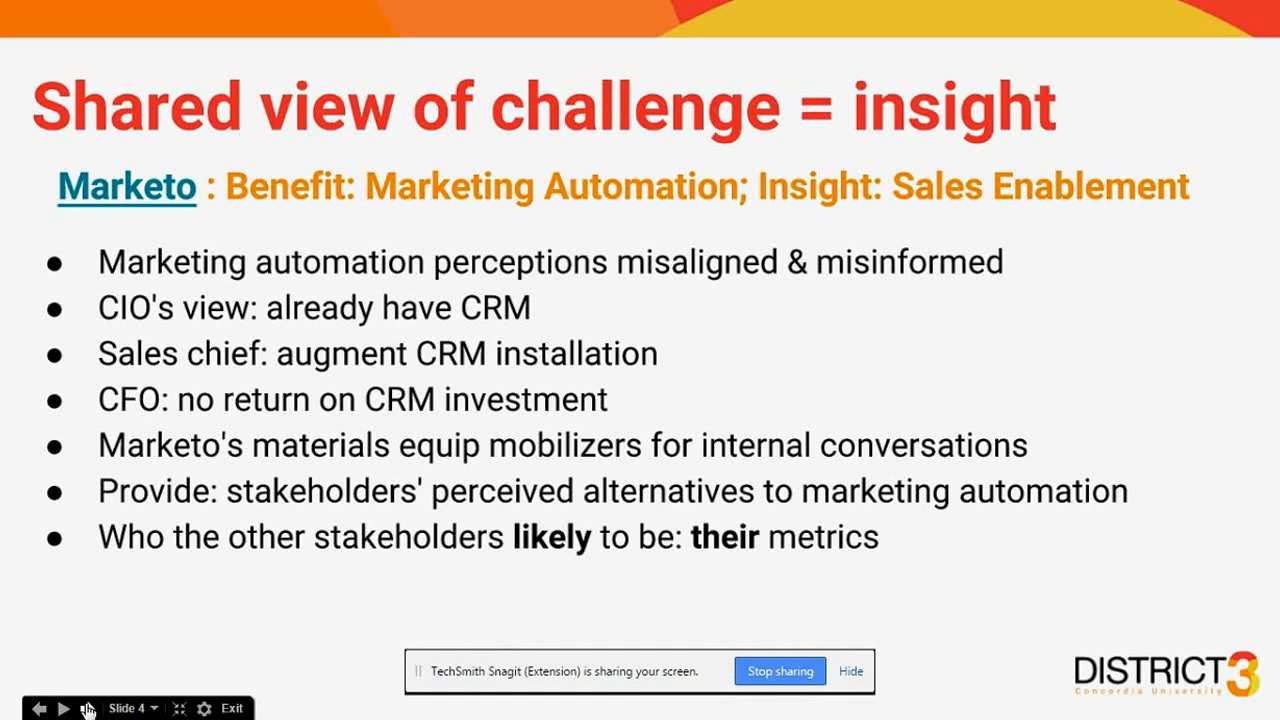 Shared view of challenge = insight
Marketo : Benefit: Marketing Automation; Insight: Sales Enablement
● Marketing automation perceptions misaligned & misinformed
● CIO's view: already have CRM
● Sales chief: augment CRM installation
● CFO: no return on CRM investment
● Marketo's materials equip mobilizers for internal conversations
● Provide: stakeholders' perceived alternatives to marketing automation
● Who the other stakeholders likely to be: their metrics
TechSmith Snagit (Extension) is sharing your screen. Stop sharing Hide
DISTRICT3
Concordia University
Slide 4 Exit